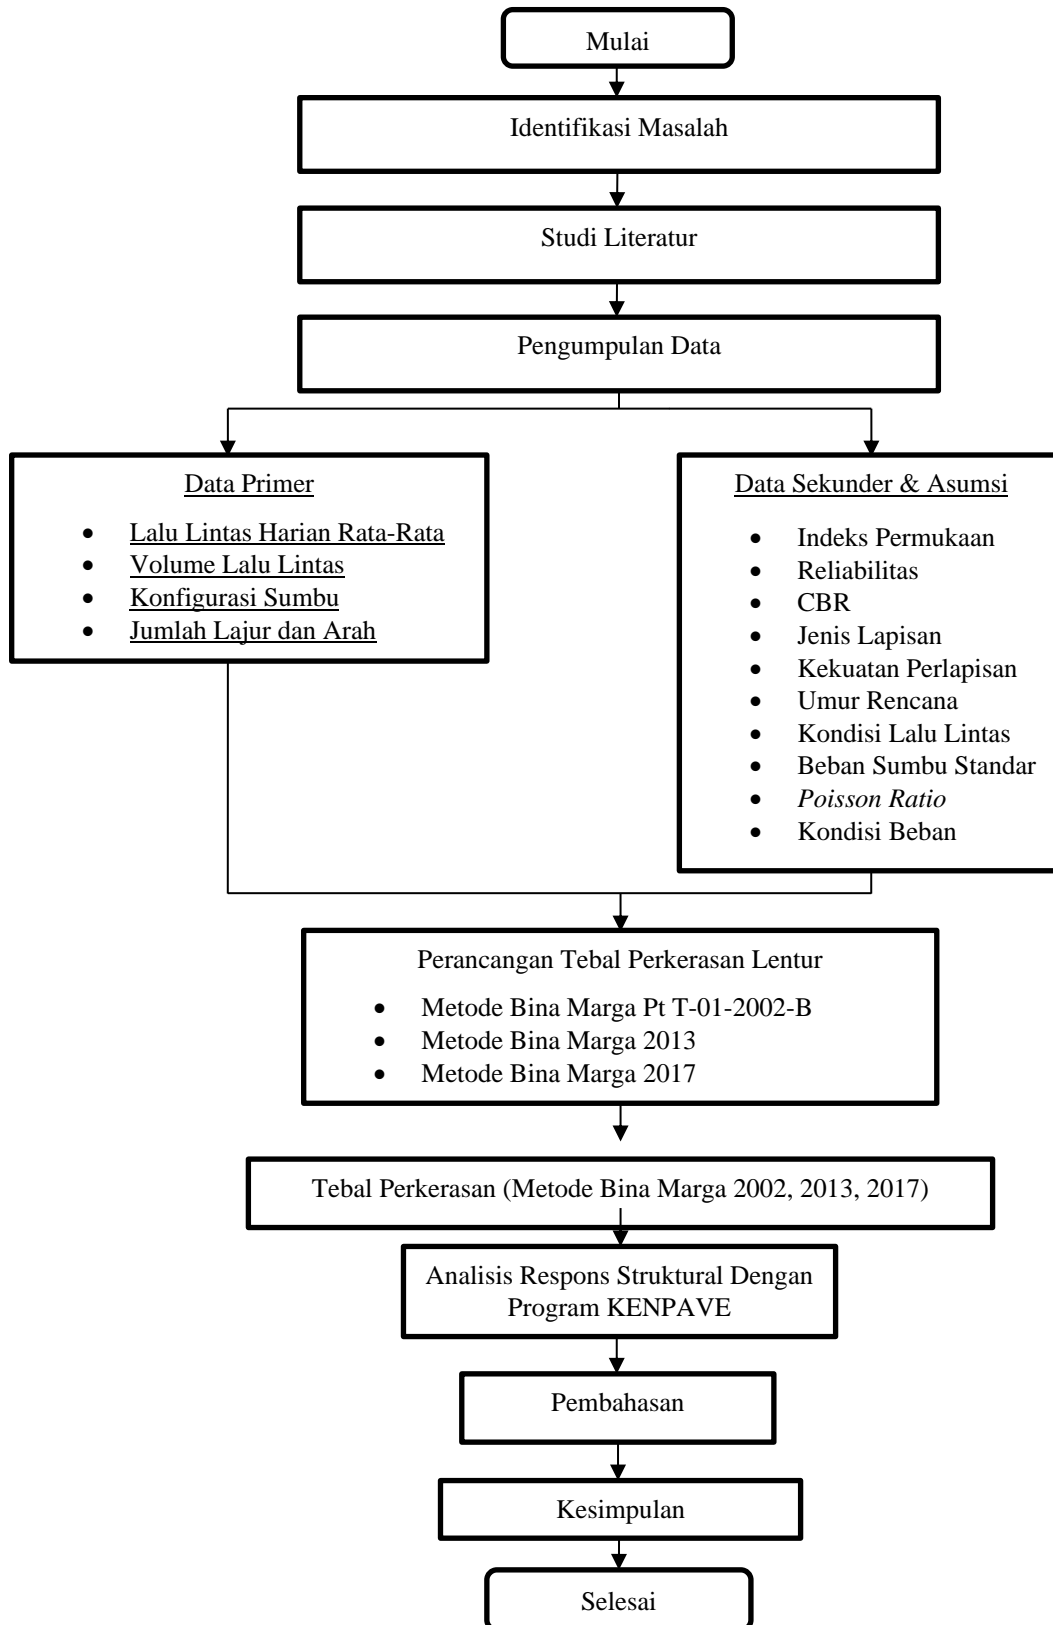 Mulai
Identifikasi Masalah
Studi Literatur
Pengumpulan Data
Data Primer
• Lalu Lintas Harian Rata-Rata
• Volume Lalu Lintas
• Konfigurasi Sumbu
• Jumlah Lajur dan Arah
Data Sekunder & Asumsi
• Indeks Permukaan
• Reliabilitas
• CBR
• Jenis Lapisan
• Kekuatan Perlapisan
• Umur Rencana
• Kondisi Lalu Lintas
• Beban Sumbu Standar
• Poisson Ratio
• Kondisi Beban
Perancangan Tebal Perkerasan Lentur
• Metode Bina Marga Pt T-01-2002-B
• Metode Bina Marga 2013
• Metode Bina Marga 2017
Tebal Perkerasan (Metode Bina Marga 2002, 2013, 2017)
Analisis Respons Struktural Dengan
Program KENPAVE
Pembahasan
Kesimpulan
Selesai